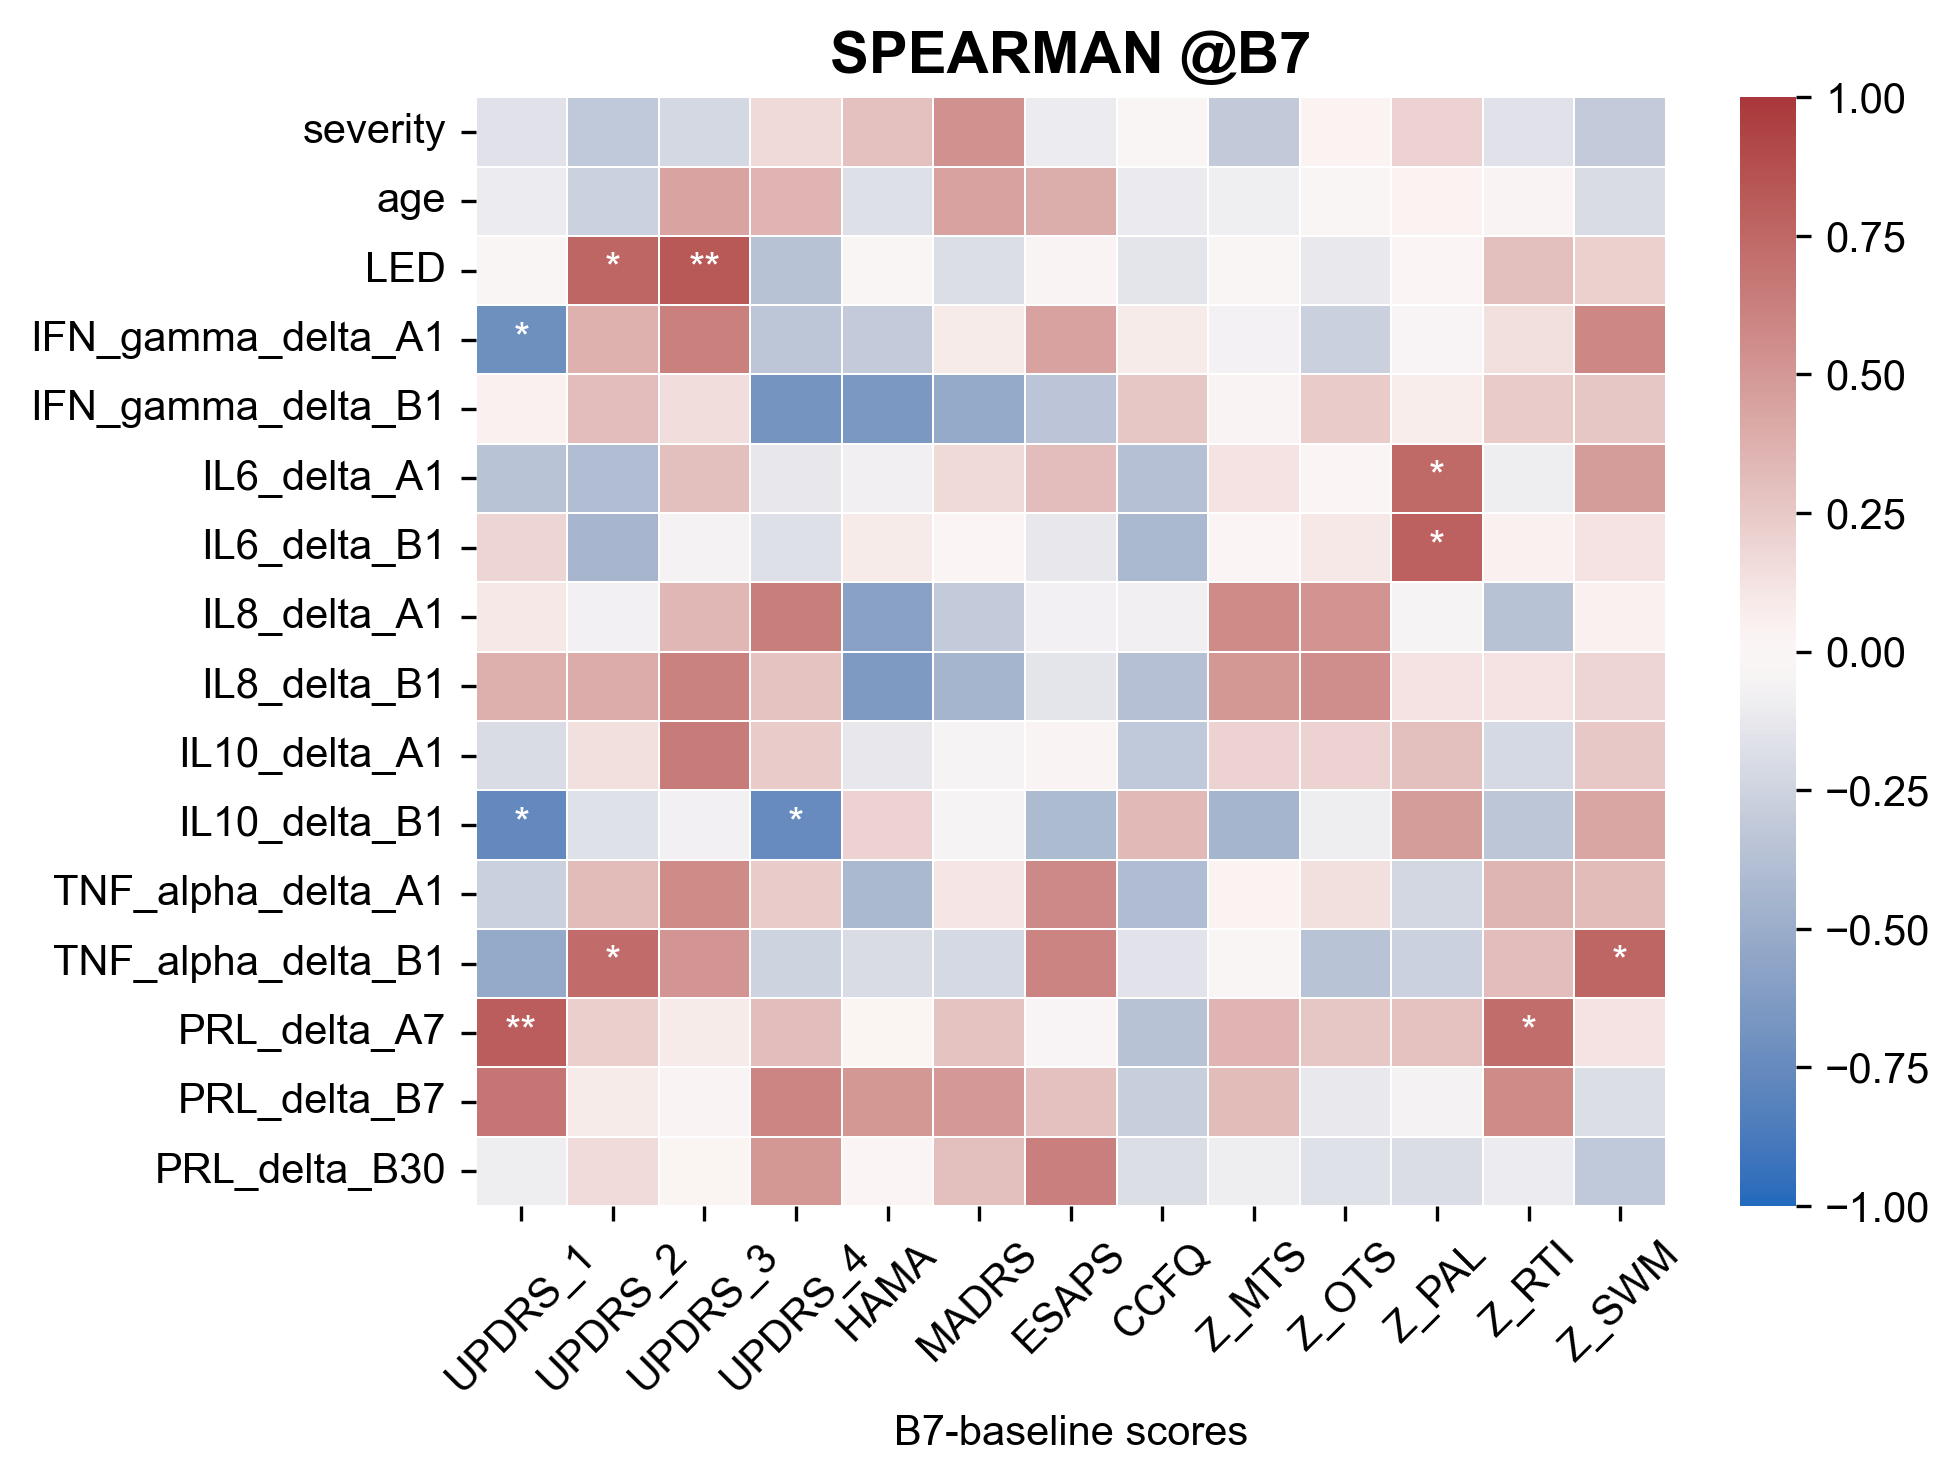 SPEARMAN @B7
severity
age
LED
* **
IFN_gamma_delta_A1
*
IFN_gamma_delta_B1
IL6_delta_A1
*
IL6_delta_B1
*
IL8_delta_A1
IL8_delta_B1
IL10_delta_A1
IL10_delta_B1
* *
TNF_alpha_delta_A1
TNF_alpha_delta_B1
* *
PRL_delta_A7
** *
PRL_delta_B7
PRL_delta_B30
UPDRS_1
UPDRS_2
UPDRS_3
UPDRS_4
HAMA
MADRS
ESAPS
CCFQ
Z_MTS
Z_OTS
Z_PAL
Z_RTI
Z_SWM
B7-baseline scores
1.00
0.75
0.50
0.25
0.00
−0.25
−0.50
−0.75
−1.00